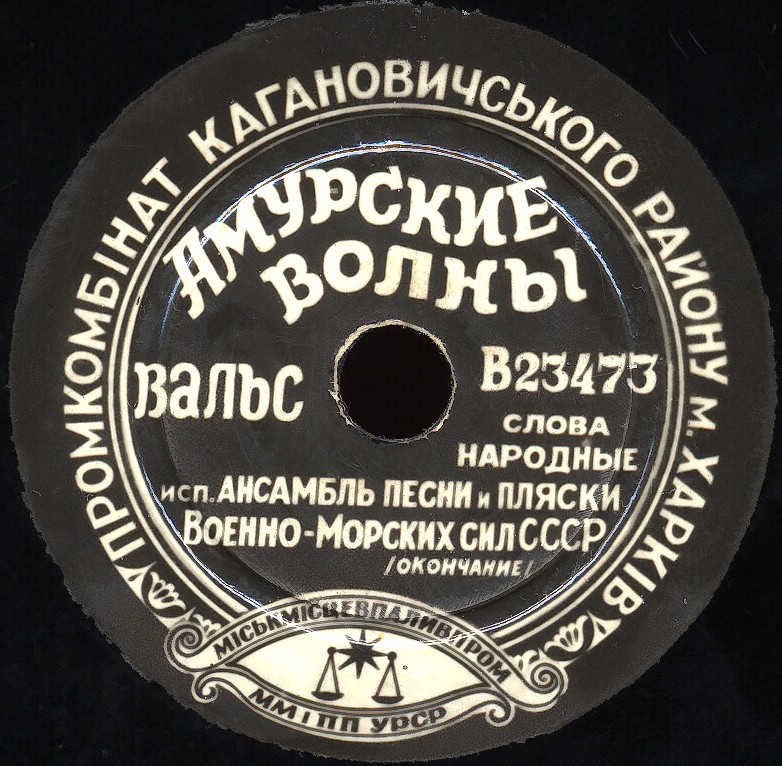 ПРОМКОМБІНАТ КАГАНОВИЧСЬКОГО РАЙОНУ М. ХАРКІВ
АМУРСКИЕ
ВОЛНЫ
ВАЛЬС
В23473
СЛОВА
НАРОДНЫЕ
ИСП. АНСАМБЛЬ ПЕСНИ и ПЛЯСКИ
ВОЕННО-МОРСКИХ СИЛ СССР
/ОКОНЧАНИЕ/
МІСЬКМІСЦЕВПАЛИВПРОМ
ММ і ПП УРСР